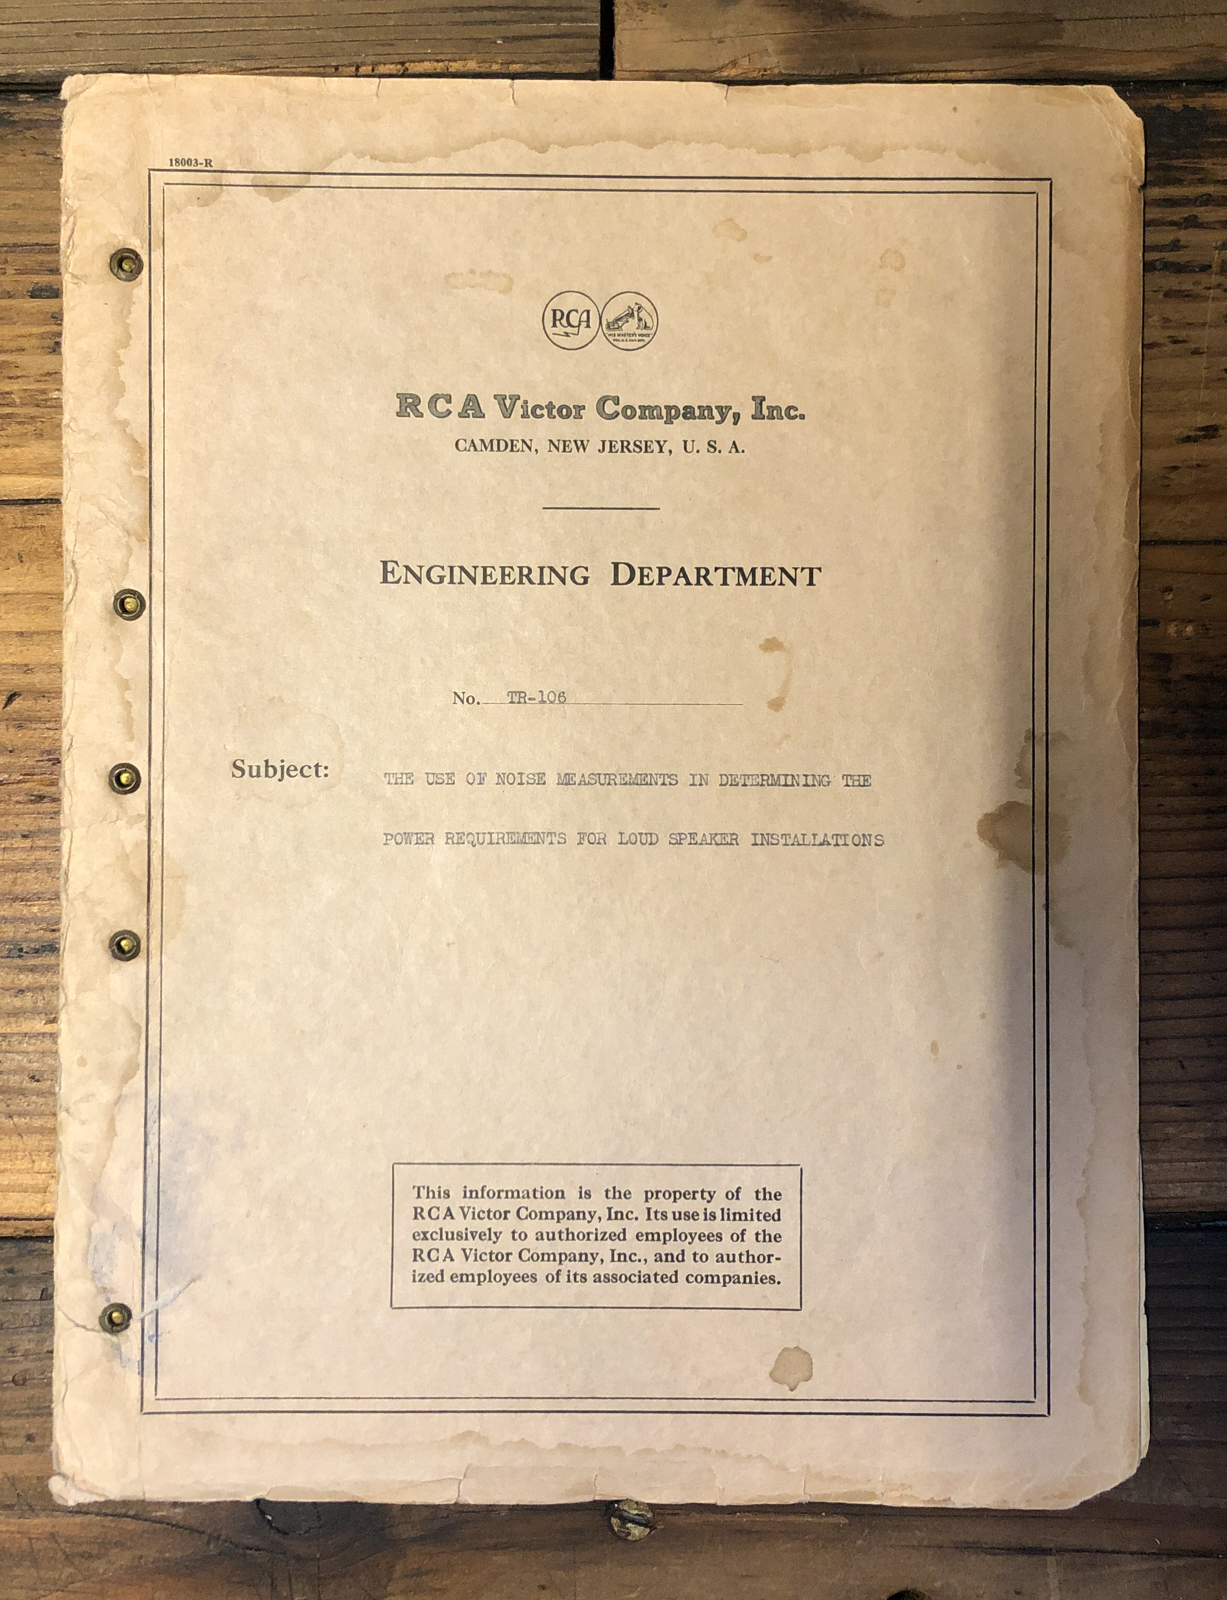 18003-R
RCA
HIS MASTER'S VOICE
RCA Victor Company, Inc.
CAMDEN, NEW JERSEY, U. S. A.
ENGINEERING DEPARTMENT
No. TR-106
Subject: THE USE OF NOISE MEASUREMENTS IN DETERMINING THE
POWER REQUIREMENTS FOR LOUD SPEAKER INSTALLATIONS
This information is the property of the
RCA Victor Company, Inc. Its use is limited
exclusively to authorized employees of the
RCA Victor Company, Inc., and to author-
ized employees of its associated companies.